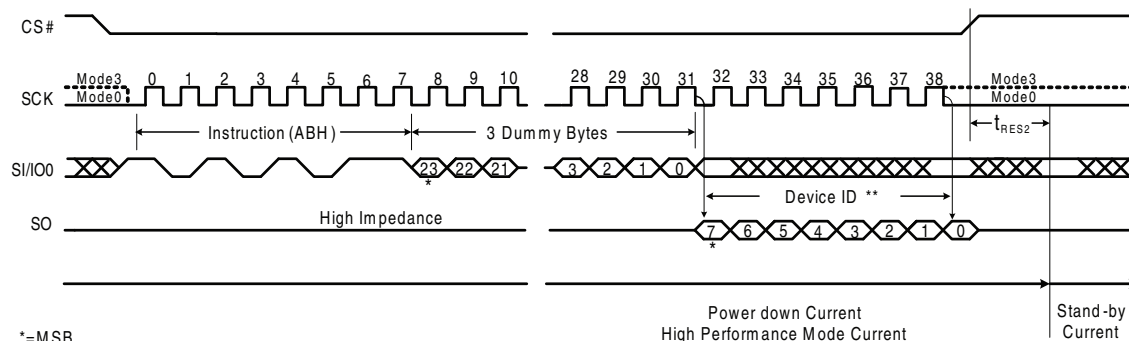 CS#
Mode3 0 1 2 3 4 5 6 7 8 9 10 28 29 30 31 32 33 34 35 36 37 38 Mode3
SCK Mode0 Mode0
Instruction (ABH) 3 Dummy Bytes tRES2
SI/IO0 23 22 21 3 2 1 0
*
Device ID **
High Impedance
SO 7 6 5 4 3 2 1 0
*
Power down Current Stand-by
*=MSB High Performance Mode Current Current